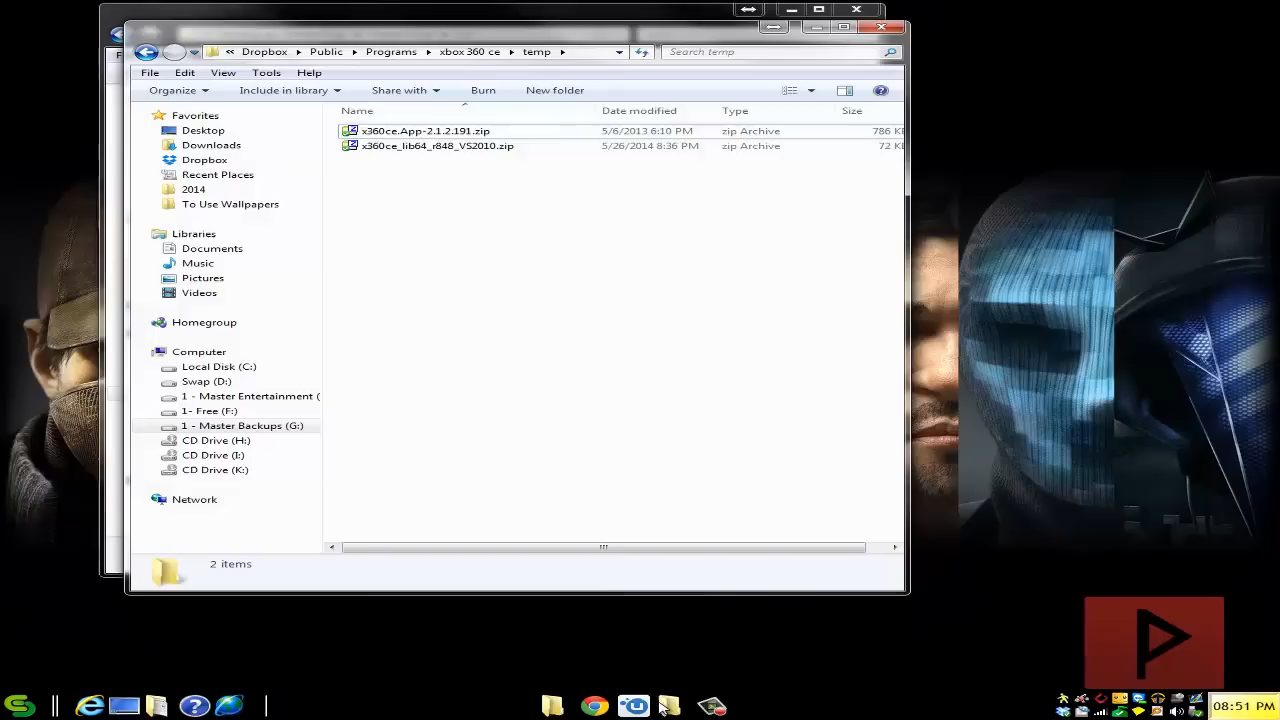 Dropbox Public Programs xbox 360 ce temp Search temp
File Edit View Tools Help
Organize Include in library Share with Burn New folder
Name Date modified Type Size
Favorites
Desktop
Downloads
Dropbox
Recent Places
2014
To Use Wallpapers
Libraries
Documents
Music
Pictures
Videos
Homegroup
Computer
Local Disk (C:)
Swap (D:)
1 - Master Entertainment (
1- Free (F:)
1 - Master Backups (G:)
CD Drive (H:)
CD Drive (I:)
CD Drive (K:)
Network
x360ce.App-2.1.2.191.zip 5/6/2013 6:10 PM zip Archive 786 K
x360ce_lib64_r848_VS2010.zip 5/26/2014 8:36 PM zip Archive 72 K
2 items
08:51 PM